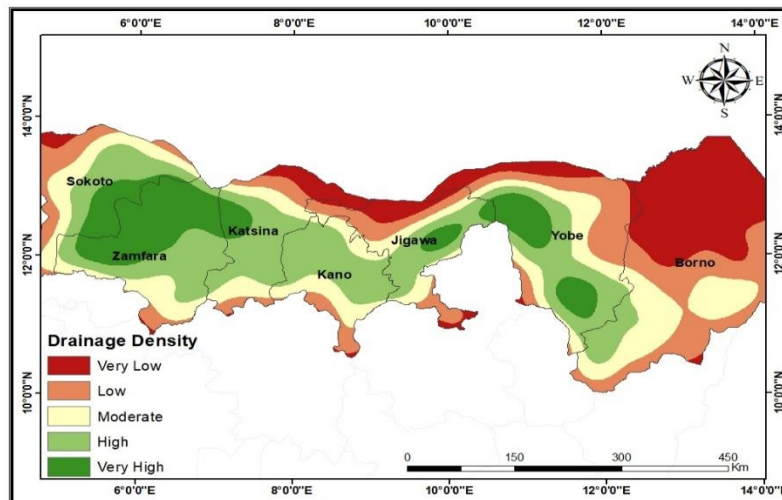 6°0'0"E 8°0'0"E 10°0'0"E 12°0'0"E 14°0'0"E
N
W E
S
14°0'0"N 14°0'0"N
Sokoto
Katsina
Jigawa
Yobe
12°0'0"N 12°0'0"N
Zamfara
Borno
Kano
Drainage Density
Very Low
Low
Moderate
High
Very High
10°0'0"N 10°0'0"N
0 150 300 450
Km
6°0'0"E 8°0'0"E 10°0'0"E 12°0'0"E 14°0'0"E